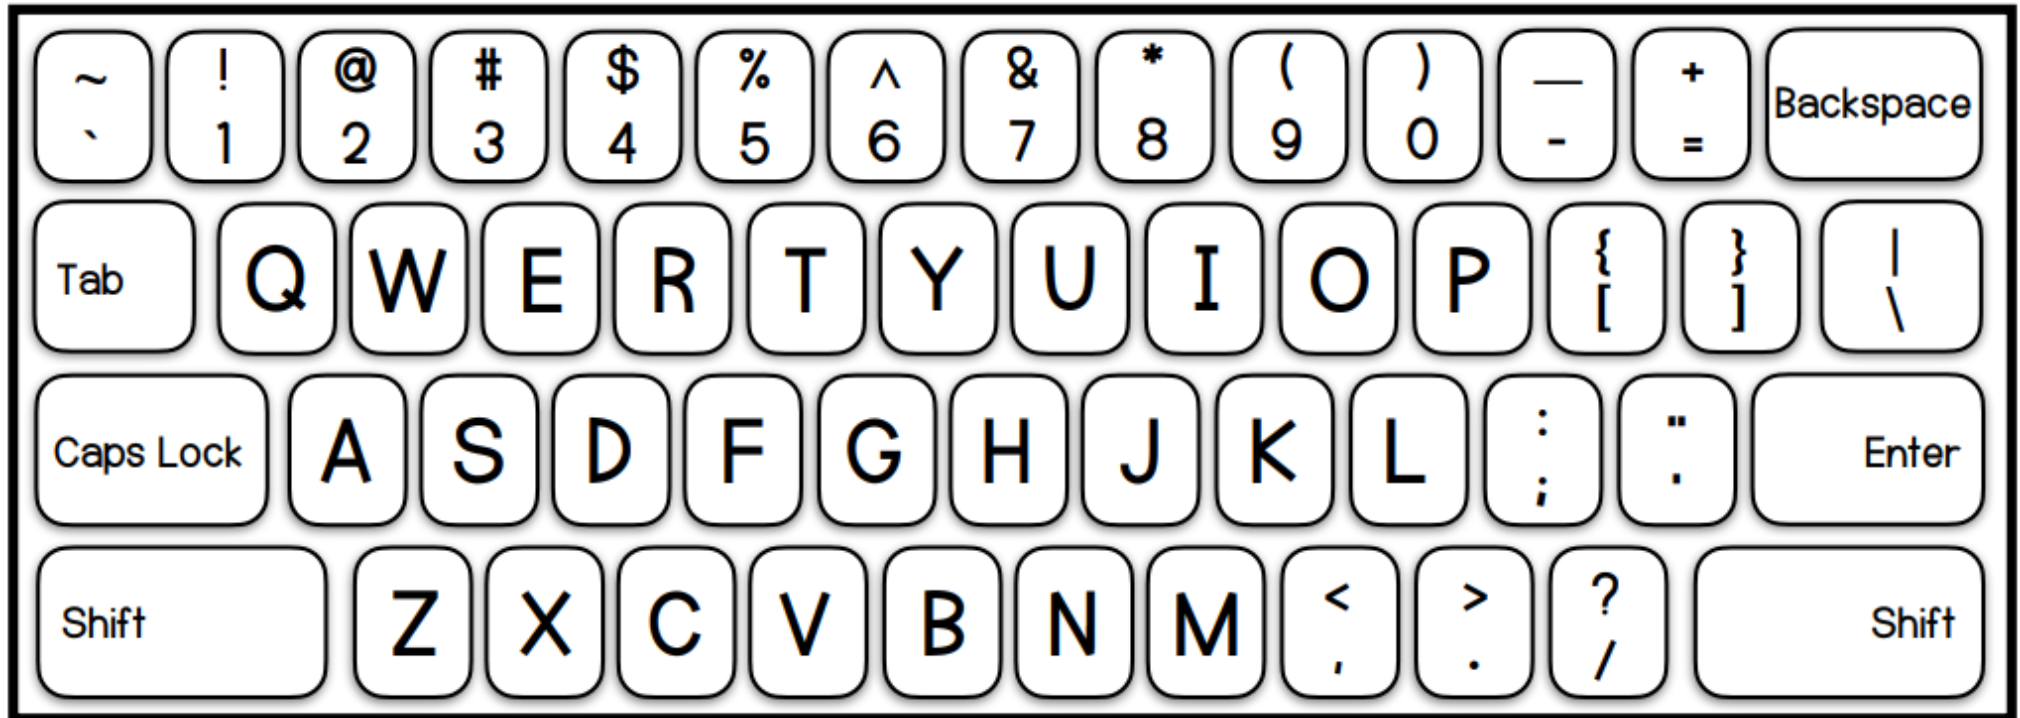 ~ ! @ # $ % ^ & * ( ) _ +
` 1 2 3 4 5 6 7 8 9 0 - = Backspace
Tab Q W E R T Y U I O P { [ } ] | \
Caps Lock A S D F G H J K L : ; " ' Enter
Shift Z X C V B N M < , > . ? / Shift